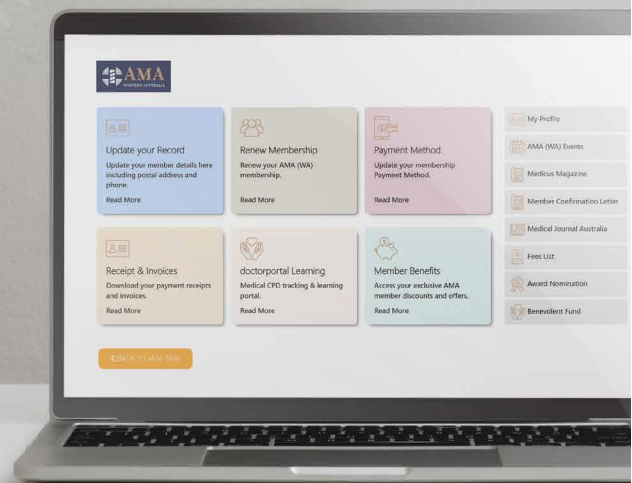 AMA
WESTERN AUSTRALIA
Update your Record
Update your member details here
including postal address and
phone.
Read More
Renew Membership
Renew your AMA (WA)
membership.
Read More
Payment Method
Update your membership
Payment Method.
Read More
Receipt & Invoices
Download your payment receipts
and invoices.
Read More
doctorportal Learning
Medical CPD tracking & learning
portal.
Read More
Member Benefits
Access your exclusive AMA
member discounts and offers.
Read More
My Profile
AMA (WA) Events
Medicus Magazine
Member Confirmation Letter
Medical Journal Australia
Fees List
Award Nomination
Benevolent Fund
BACK TO AMA (WA)